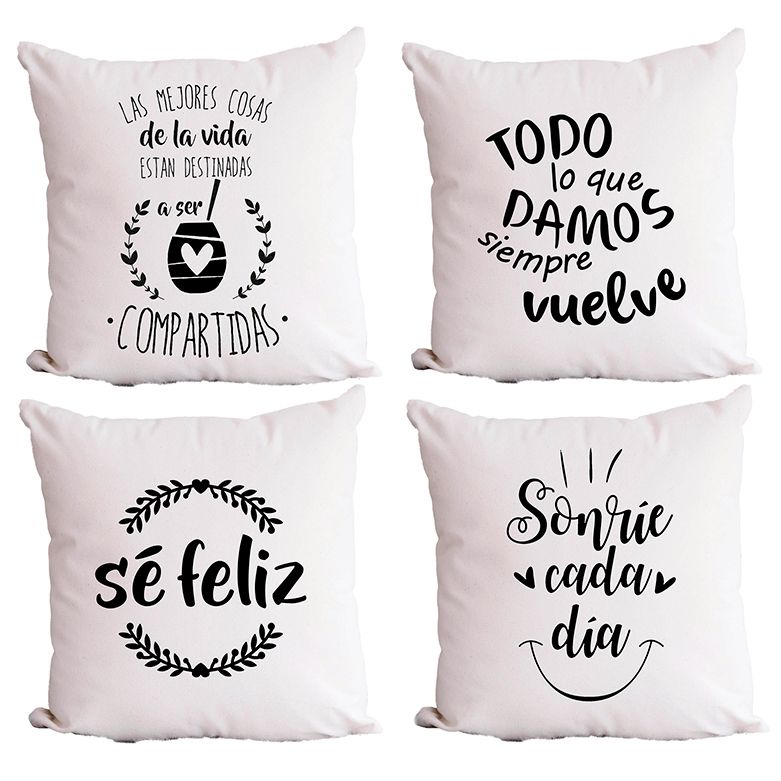 LAS MEJORES COSAS
de la vida
ESTAN DESTINADAS
a ser
• COMPARTIDAS •
TODO
lo que
DAMOS
siempre
vuelve
sé feliz
Sonríe
cada
día